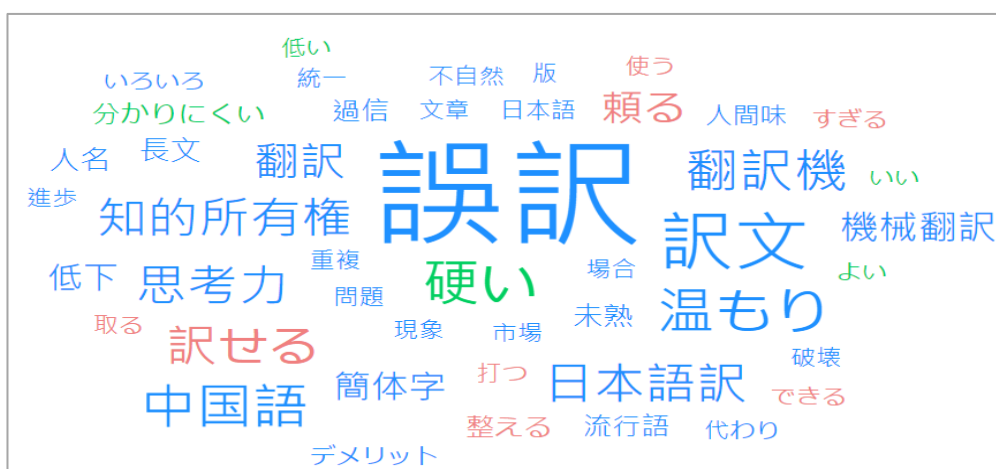 低い
いろいろ 統一 不自然 版 使う
分かりにくい 過信 文章 日本語 頼る 人間味 すぎる
人名 長文 翻訳 誤訳 翻訳機 いい
進歩 知的所有権 訳文 機械翻訳
低下 思考力 重複 硬い 場合 よい
問題 温もり
取る 訳せる 現象 市場 未熟 破壊
中国語 簡体字 打つ 日本語訳 できる
整える 流行語 代わり
デメリット